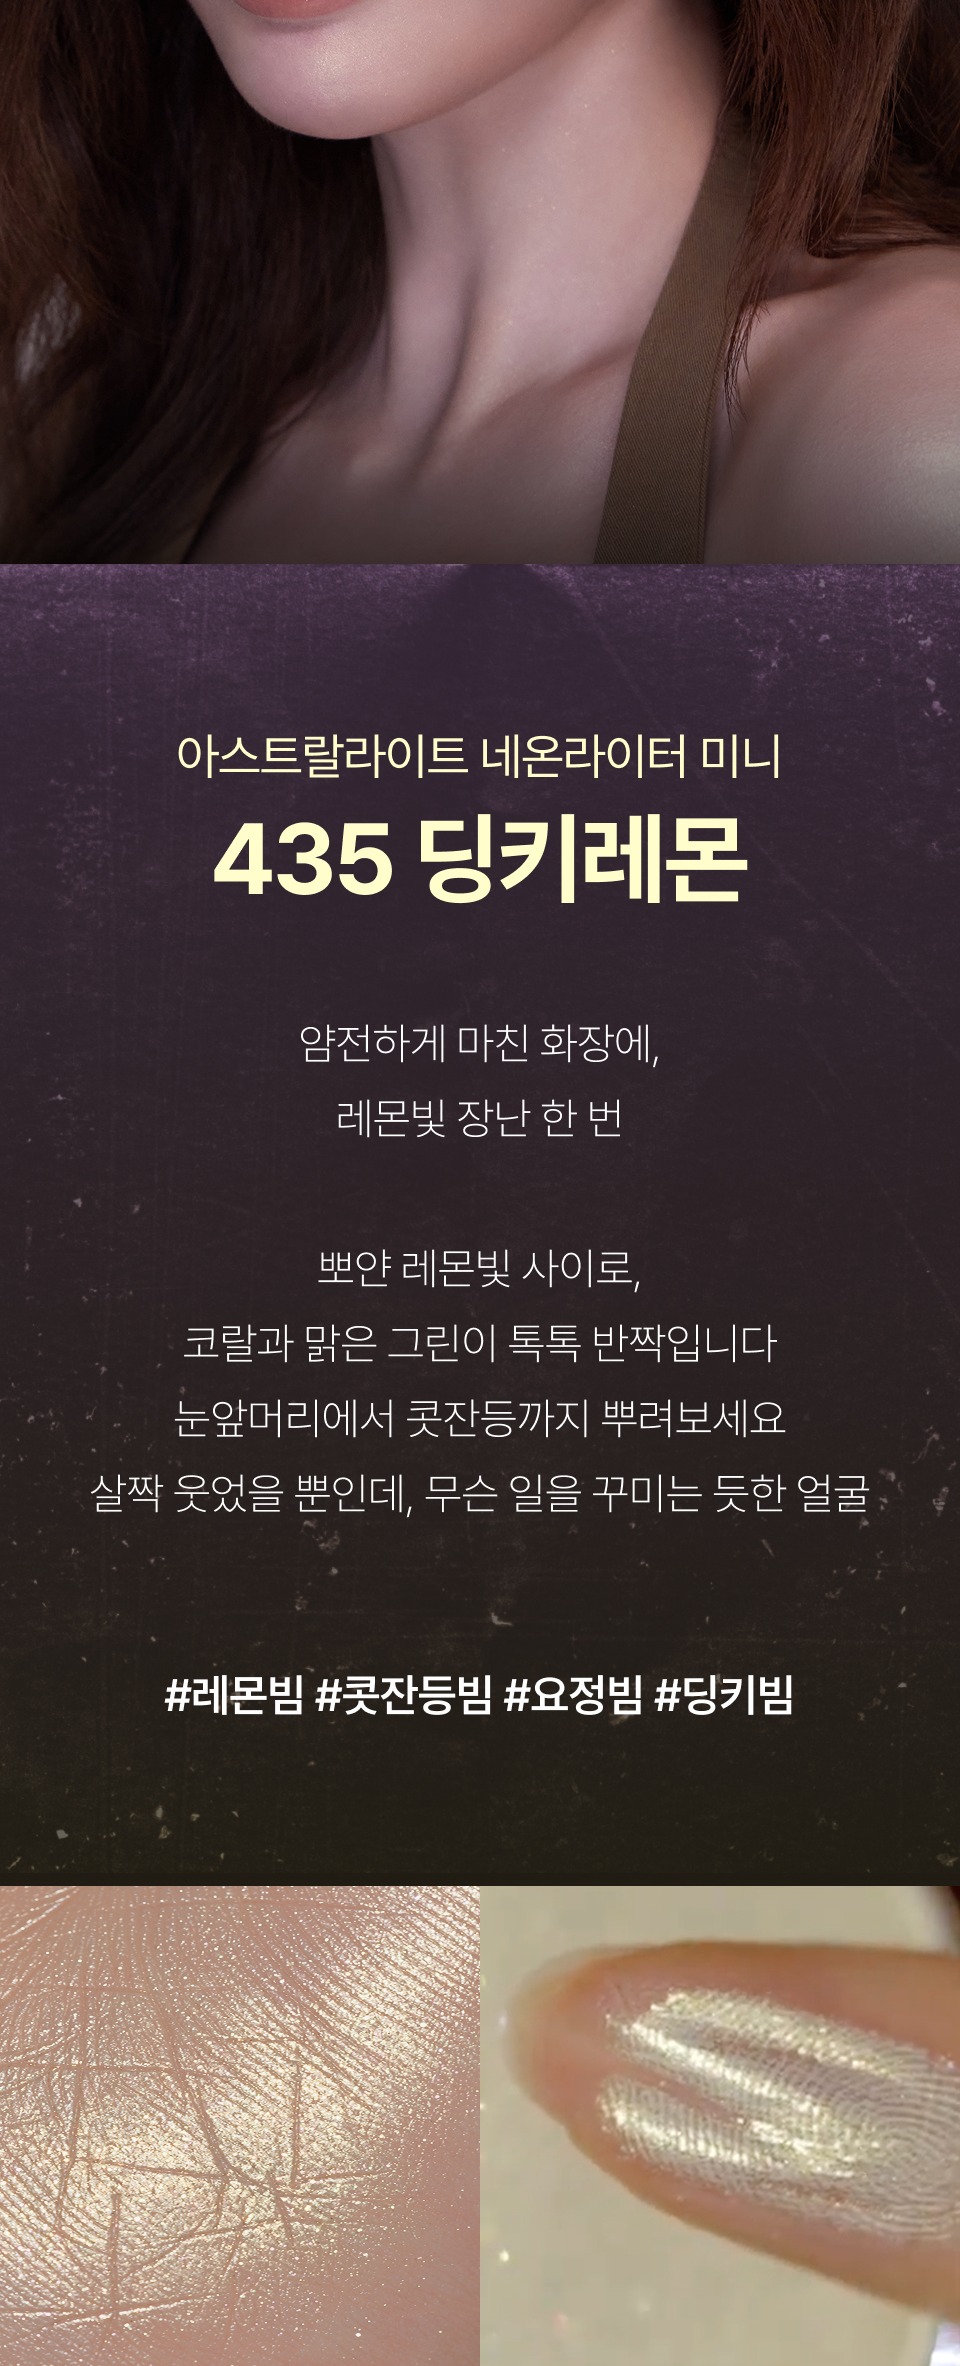 아스트랄라이트 네온라이터 미니
435 딩키레몬
얌전하게 마친 화장에,
레몬빛 장난 한 번
뽀얀 레몬빛 사이로,
코랄과 맑은 그린이 톡톡 반짝입니다
눈앞머리에서 콧잔등까지 뿌려보세요
살짝 웃었을 뿐인데, 무슨 일을 꾸미는 듯한 얼굴
#레몬빔 #콧잔등빔 #요정빔 #딩키빔